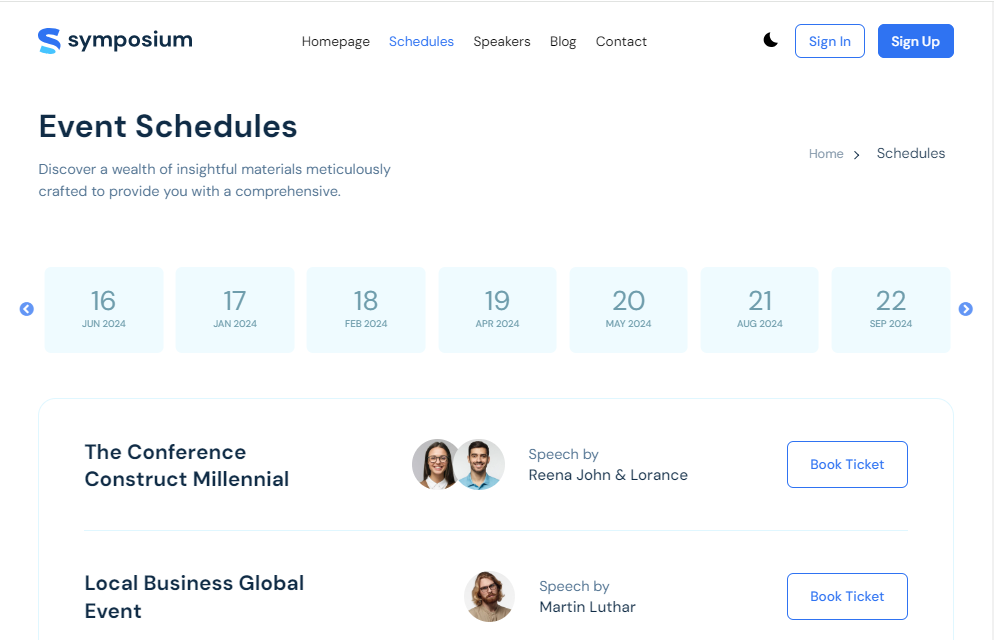 symposium
Homepage Schedules Speakers Blog Contact
Sign In Sign Up
Event Schedules
Discover a wealth of insightful materials meticulously
crafted to provide you with a comprehensive.
Home Schedules
16 17 18 19 20 21 22
JUN 2024 JAN 2024 FEB 2024 APR 2024 MAY 2024 AUG 2024 SEP 2024
The Conference
Construct Millennial
Speech by
Reena John & Lorance
Book Ticket
Local Business Global
Event
Speech by
Martin Luthar
Book Ticket